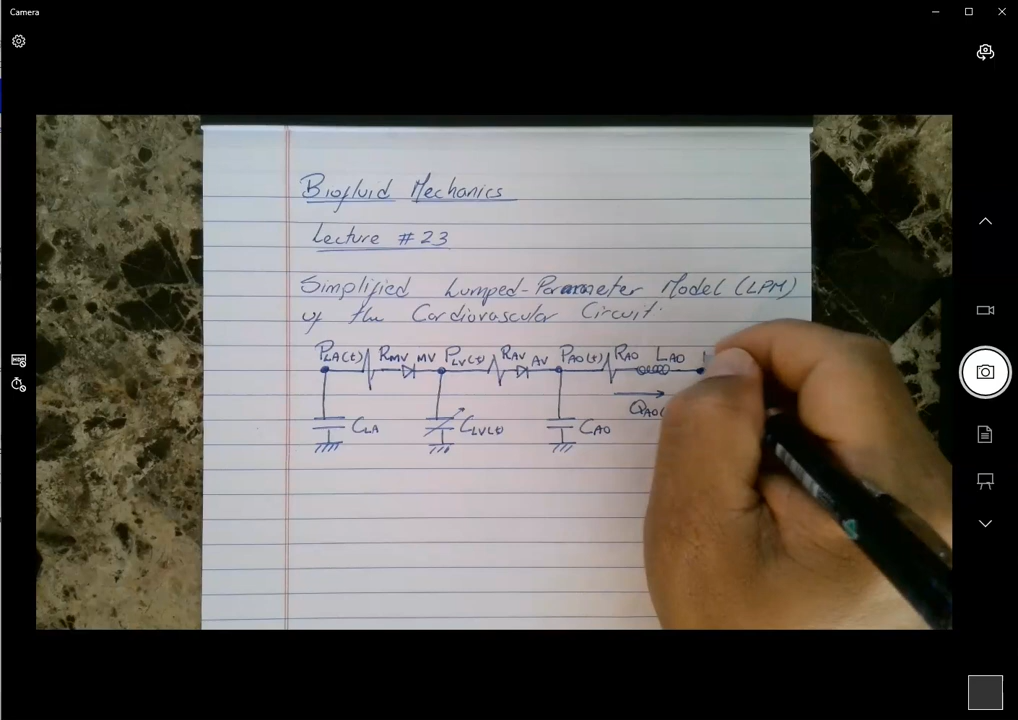 Camera
Biofluid Mechanics
Lecture # 23
Simplified Lumped-Parameter Model (LPM)
of the Cardiovascular Circuit.
PLA(t) RMV MV PLV(t) RAV AV PAO(t) RAO LAO
QAO(
CLA CLV(t) CAO